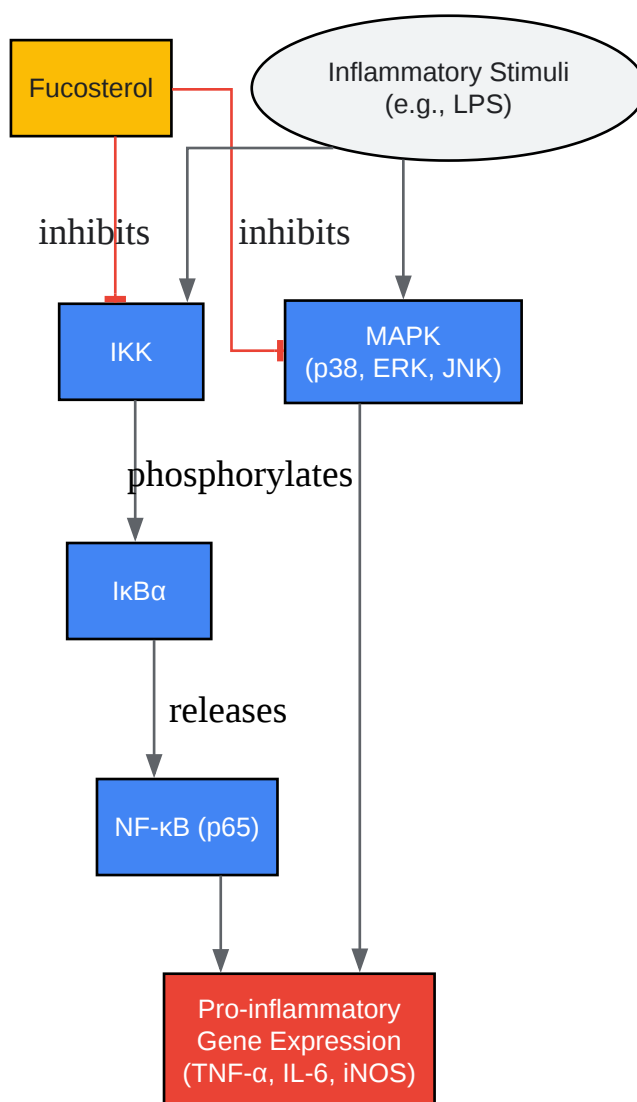 Fucosterol
Inflammatory Stimuli
(e.g., LPS)
inhibits
inhibits
IKK
MAPK
(p38, ERK, JNK)
phosphorylates
IκBα
releases
NF-κB (p65)
Pro-inflammatory
Gene Expression
(TNF-α, IL-6, iNOS)